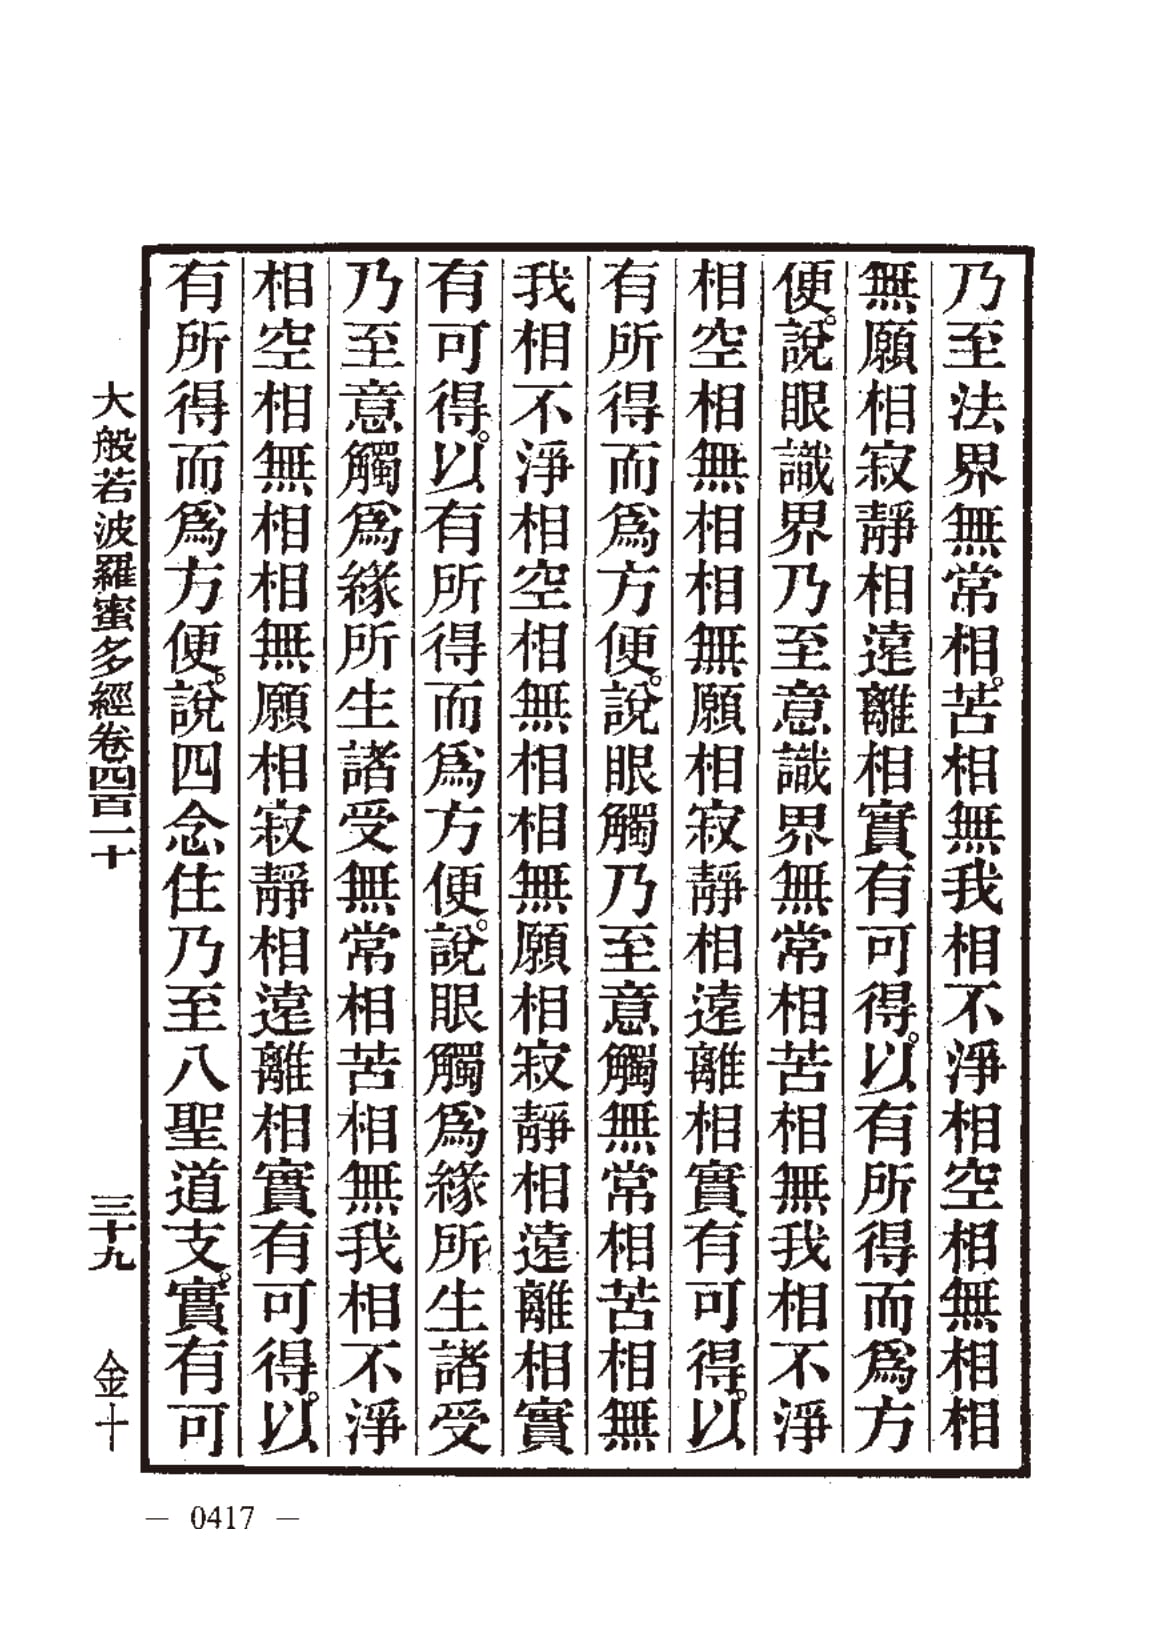 乃至法界無常相。苦相無我相不淨相空相無相相
無願相寂靜相遠離相實有可得。以有所得而爲方
便。說眼識界乃至意識界無常相苦相無我相不淨
相空相無相相無願相寂靜相遠離相實有可得。以
有所得而爲方便。說眼觸乃至意觸無常相苦相無
我相不淨相空相無相相無願相寂靜相遠離相實
有可得。以有所得而爲方便。說眼觸爲緣所生諸受
乃至意觸爲緣所生諸受無常相苦相無我相不淨
相空相無相相無願相寂靜相遠離相實有可得。以
有所得而爲方便。說四念住乃至八聖道支。實有可
大般若波羅蜜多經卷四百一十 三十九 金十
— 0417 —